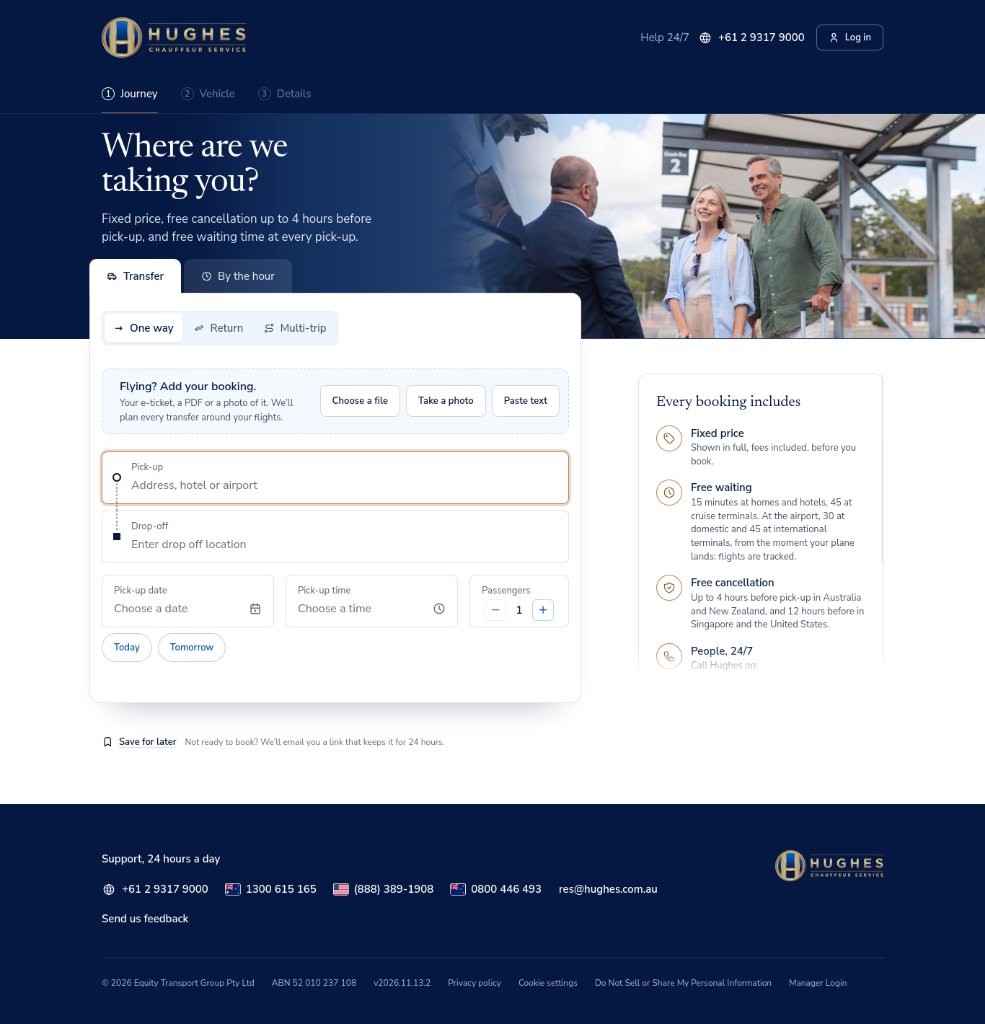 HUGHES
CHAUFFEUR SERVICE
Help 24/7
+61 2 9317 9000
Log in
1 Journey
2 Vehicle
3 Details
Where are we
taking you?
Fixed price, free cancellation up to 4 hours before
pick-up, and free waiting time at every pick-up.
2
Transfer
By the hour
One way
Return
Multi-trip
Flying? Add your booking.
Your e-ticket, a PDF or a photo of it. We'll
plan every transfer around your flights.
Choose a file
Take a photo
Paste text
Pick-up
Address, hotel or airport
Drop-off
Enter drop off location
Pick-up date
Choose a date
Pick-up time
Choose a time
Passengers
− 1 +
Today
Tomorrow
Every booking includes
Fixed price
Shown in full, fees included, before you
book.
Free waiting
15 minutes at homes and hotels, 45 at
cruise terminals. At the airport, 30 at
domestic and 45 at international
terminals, from the moment your plane
lands: flights are tracked.
Free cancellation
Up to 4 hours before pick-up in Australia
and New Zealand, and 12 hours before in
Singapore and the United States.
People, 24/7
Call Hughes on:
Save for later
Not ready to book? We'll email you a link that keeps it for 24 hours.
Support, 24 hours a day
+61 2 9317 9000
1300 615 165
(888) 389-1908
0800 446 493
res@hughes.com.au
Send us feedback
HUGHES
CHAUFFEUR SERVICE
© 2026 Equity Transport Group Pty Ltd
ABN 52 010 237 108
v2026.11.13.2
Privacy policy
Cookie settings
Do Not Sell or Share My Personal Information
Manager Login